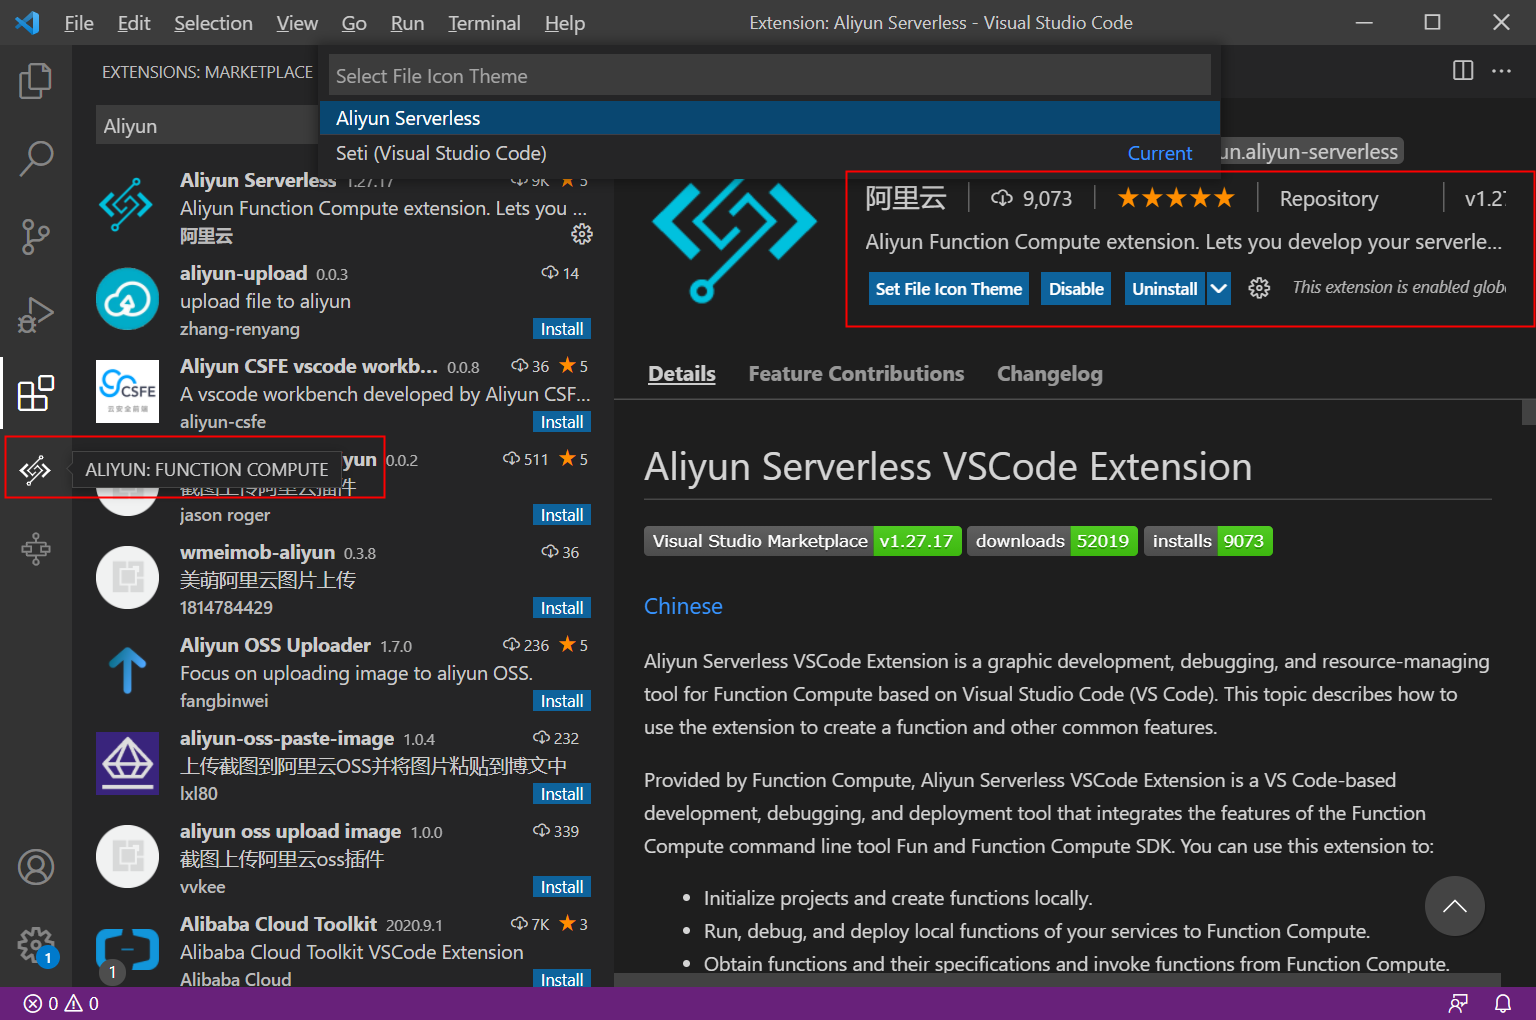 File Edit Selection View Go Run Terminal Help
Extension: Aliyun Serverless - Visual Studio Code
EXTENSIONS: MARKETPLACE
Select File Icon Theme
Aliyun Serverless
Seti (Visual Studio Code) Current
Aliyun
Aliyun Serverless 1.27.17 9K 5
Aliyun Function Compute extension. Lets you ...
阿里云
aliyun-upload 0.0.3 14
upload file to aliyun
zhang-renyang Install
CSFE
云安全前端
Aliyun CSFE vscode workb... 0.0.8 36 5
A vscode workbench developed by Aliyun CSF...
aliyun-csfe Install
ALIYUN: FUNCTION COMPUTE
yun 0.0.2 511 5
截图上传阿里云插件
jason roger Install
wmeimob-aliyun 0.3.8 36
美萌阿里云图片上传
1814784429 Install
Aliyun OSS Uploader 1.7.0 236 5
Focus on uploading image to aliyun OSS.
fangbinwei Install
aliyun-oss-paste-image 1.0.4 232
上传截图到阿里云OSS并将图片粘贴到博文中
lxl80 Install
aliyun oss upload image 1.0.0 339
截图上传阿里云oss插件
vvkee Install
Alibaba Cloud Toolkit 2020.9.1 7K 3
Alibaba Cloud Toolkit VSCode Extension
Alibaba Cloud Install
1
1
0 0
un.aliyun-serverless
阿里云 9,073 Repository v1.27
Aliyun Function Compute extension. Lets you develop your serverle...
Set File Icon Theme Disable Uninstall This extension is enabled glob
Details Feature Contributions Changelog
Aliyun Serverless VSCode Extension
Visual Studio Marketplace v1.27.17 downloads 52019 installs 9073
Chinese
Aliyun Serverless VSCode Extension is a graphic development, debugging, and resource-managing
tool for Function Compute based on Visual Studio Code (VS Code). This topic describes how to
use the extension to create a function and other common features.
Provided by Function Compute, Aliyun Serverless VSCode Extension is a VS Code-based
development, debugging, and deployment tool that integrates the features of the Function
Compute command line tool Fun and Function Compute SDK. You can use this extension to:
• Initialize projects and create functions locally.
• Run, debug, and deploy local functions of your services to Function Compute.
• Obtain functions and their specifications and invoke functions from Function Compute.